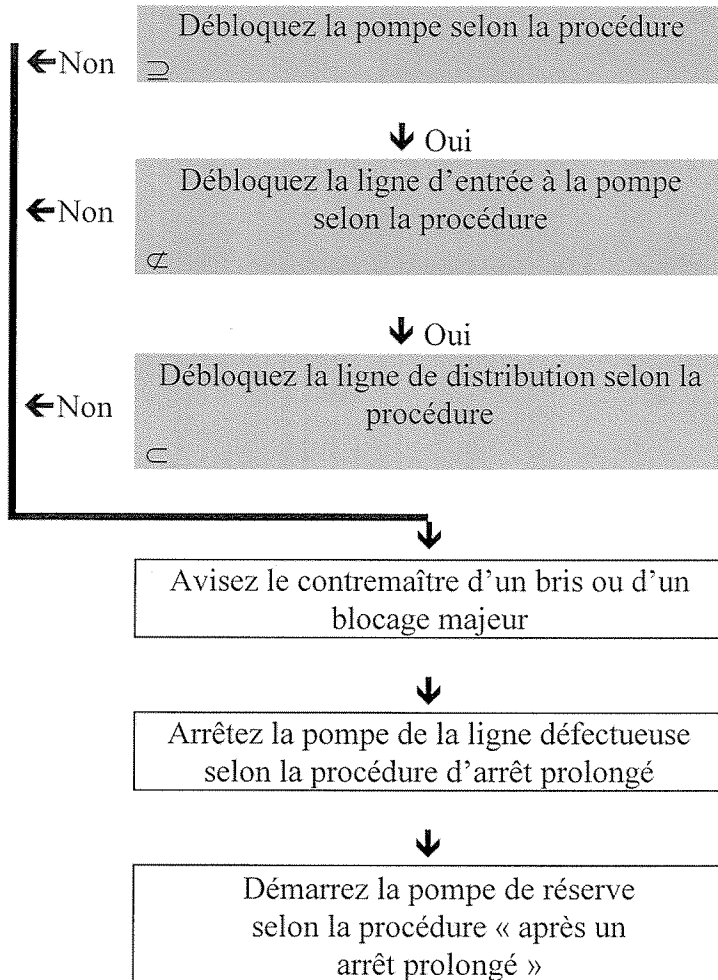 Débloquez la pompe selon la procédure
←Non
⊇
↓ Oui
Débloquez la ligne d'entrée à la pompe
selon la procédure
←Non
⊄
↓ Oui
Débloquez la ligne de distribution selon la
procédure
←Non
⊂
Avisez le contremaître d'un bris ou d'un
blocage majeur
Arrêtez la pompe de la ligne défectueuse
selon la procédure d'arrêt prolongé
Démarrez la pompe de réserve
selon la procédure « après un
arrêt prolongé »